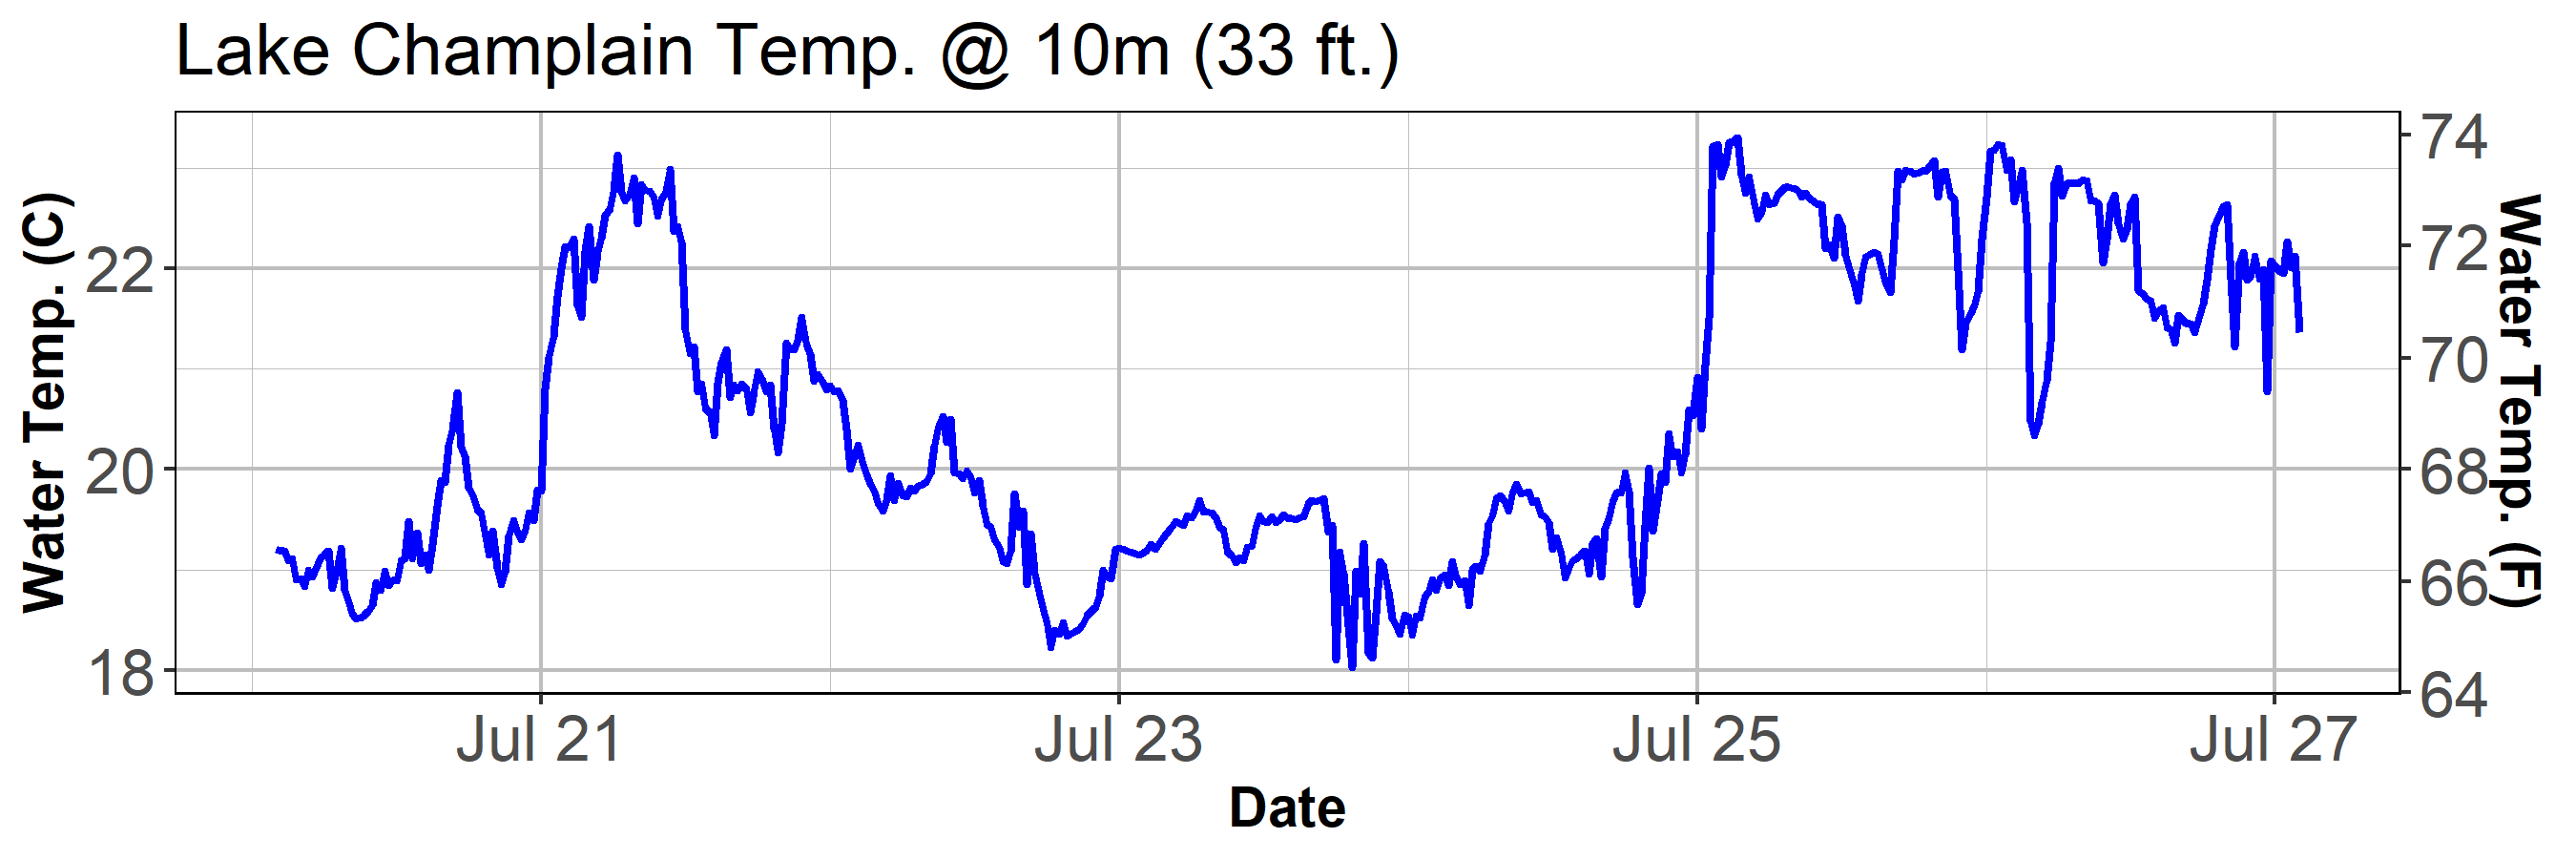 Lake Champlain Temp. @ 10m (33 ft.)
Water Temp. (C)
22
20
18
74
72
70
68
66
64
Water Temp. (F)
Jul 21 Jul 23 Jul 25 Jul 27
Date